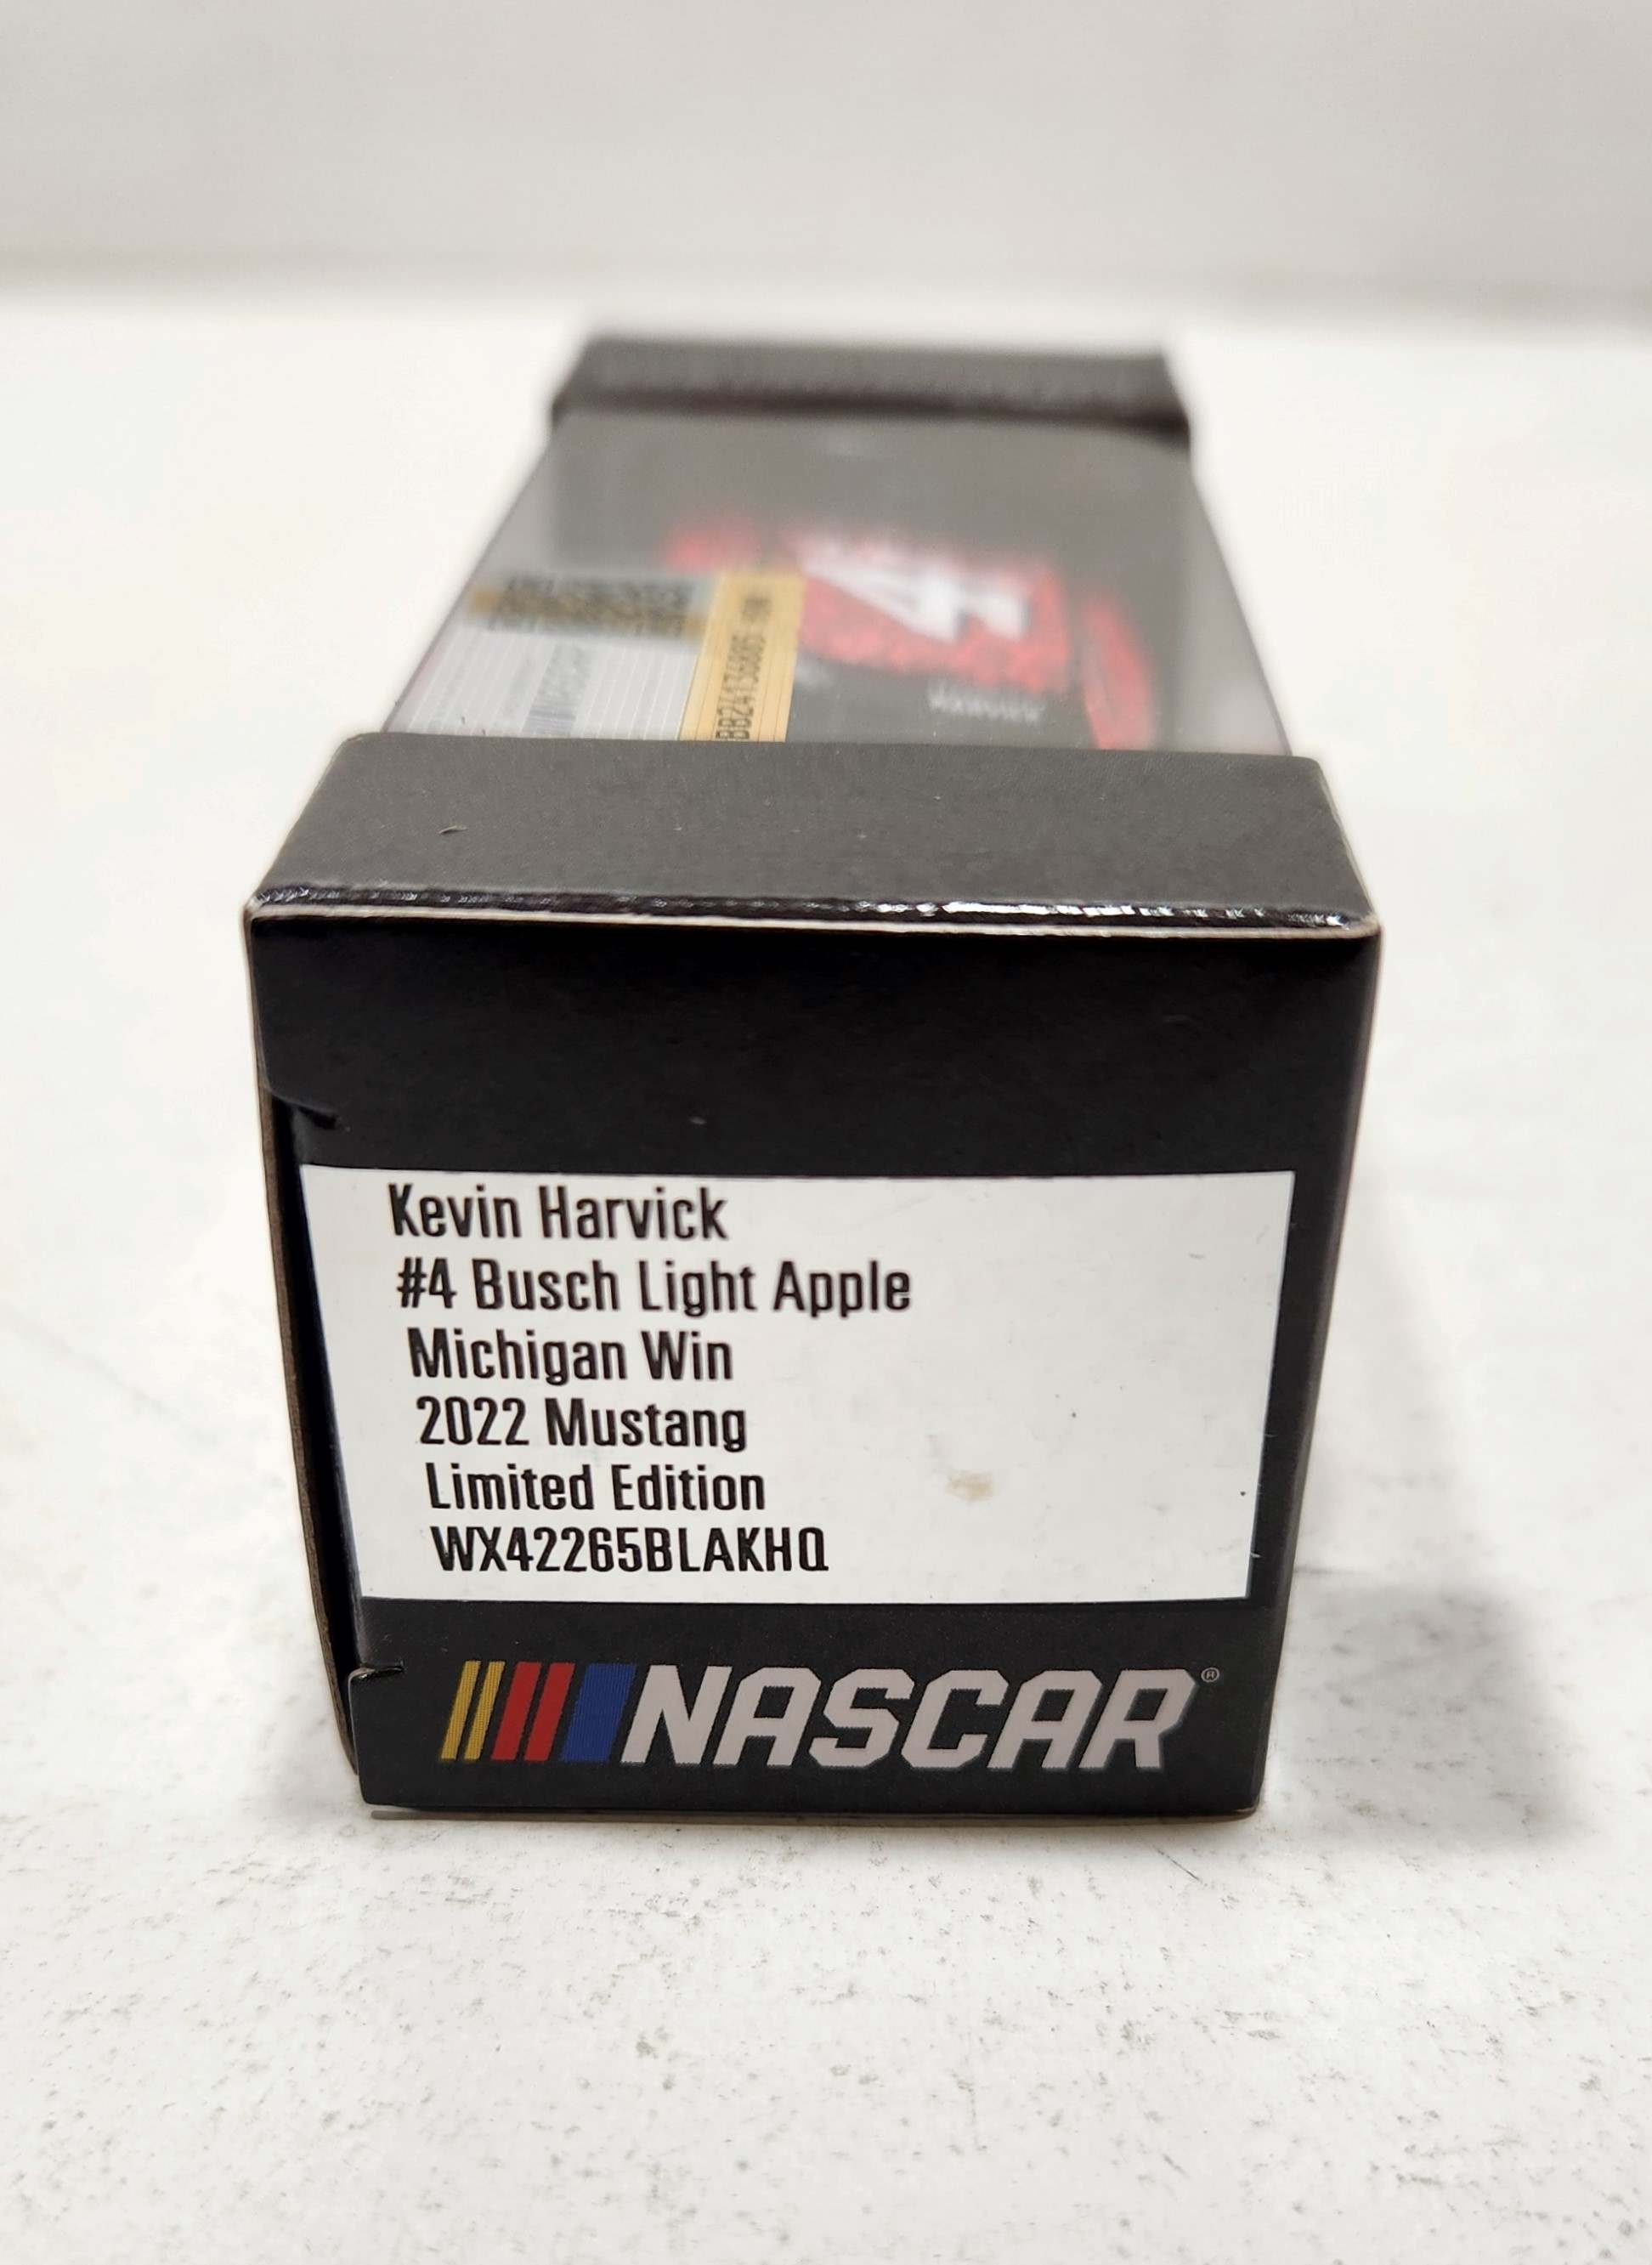 4
Kevin Harvick
#4 Busch Light Apple
Michigan Win
2022 Mustang
Limited Edition
WX42265BLAKHQ
NASCAR®